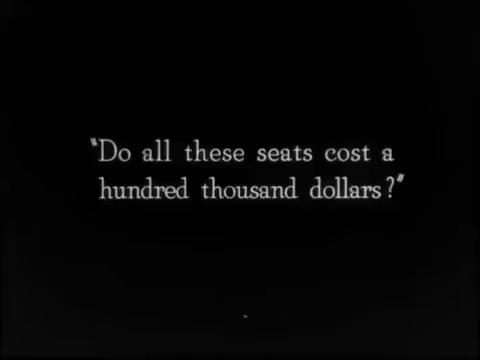 "Do all these seats cost a
hundred thousand dollars?"